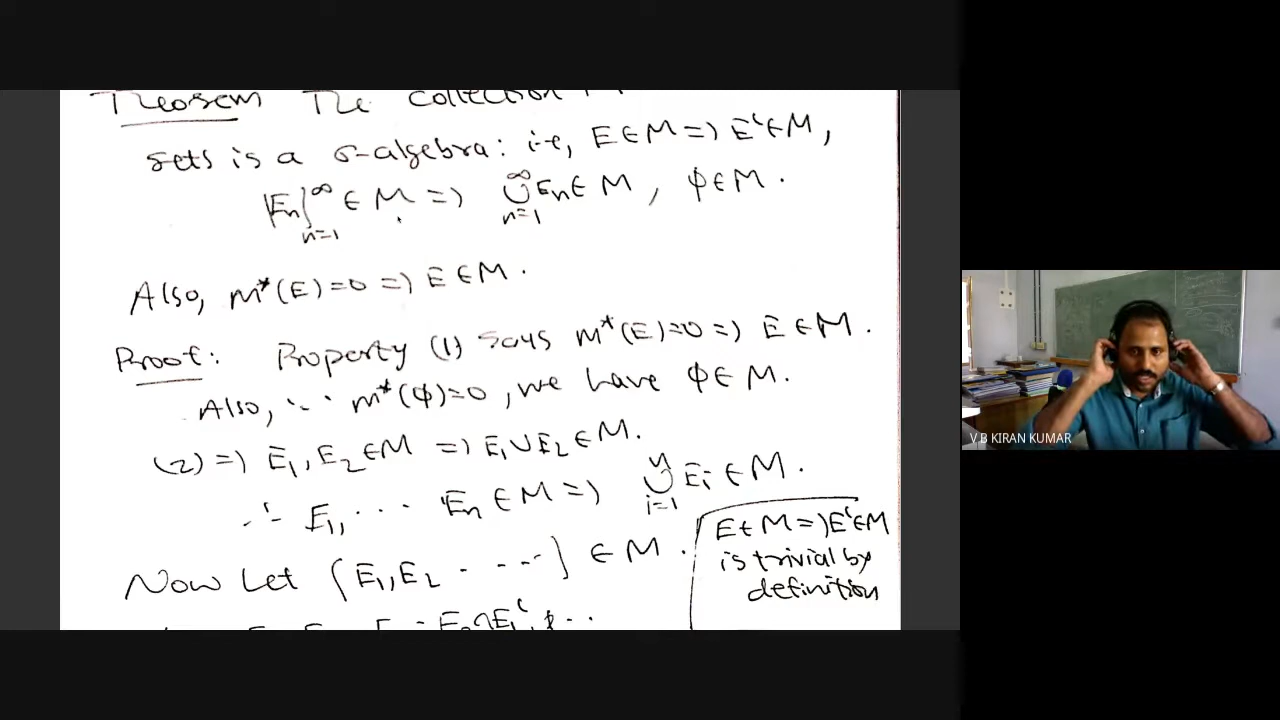 Theorem The collection
sets is a σ-algebra: i.e, E∈M => Eᶜ∈M,
{En}∞n=1 ∈ M => ∞∪n=1 En ∈ M, φ∈M.
Also, m*(E)=0 => E∈M.
Proof: Property (1) says m*(E)=0 => E∈M.
Also, ∵ m*(φ)=0, we have φ∈M.
(2) => E1, E2 ∈M => E1∪E2 ∈M.
∴ E1, ... En ∈M => n∪i=1 Ei ∈ M.
Now Let {E1, E2 .....} ∈ M.
E∈M => Eᶜ∈M
is trivial by
definition
V B KIRAN KUMAR